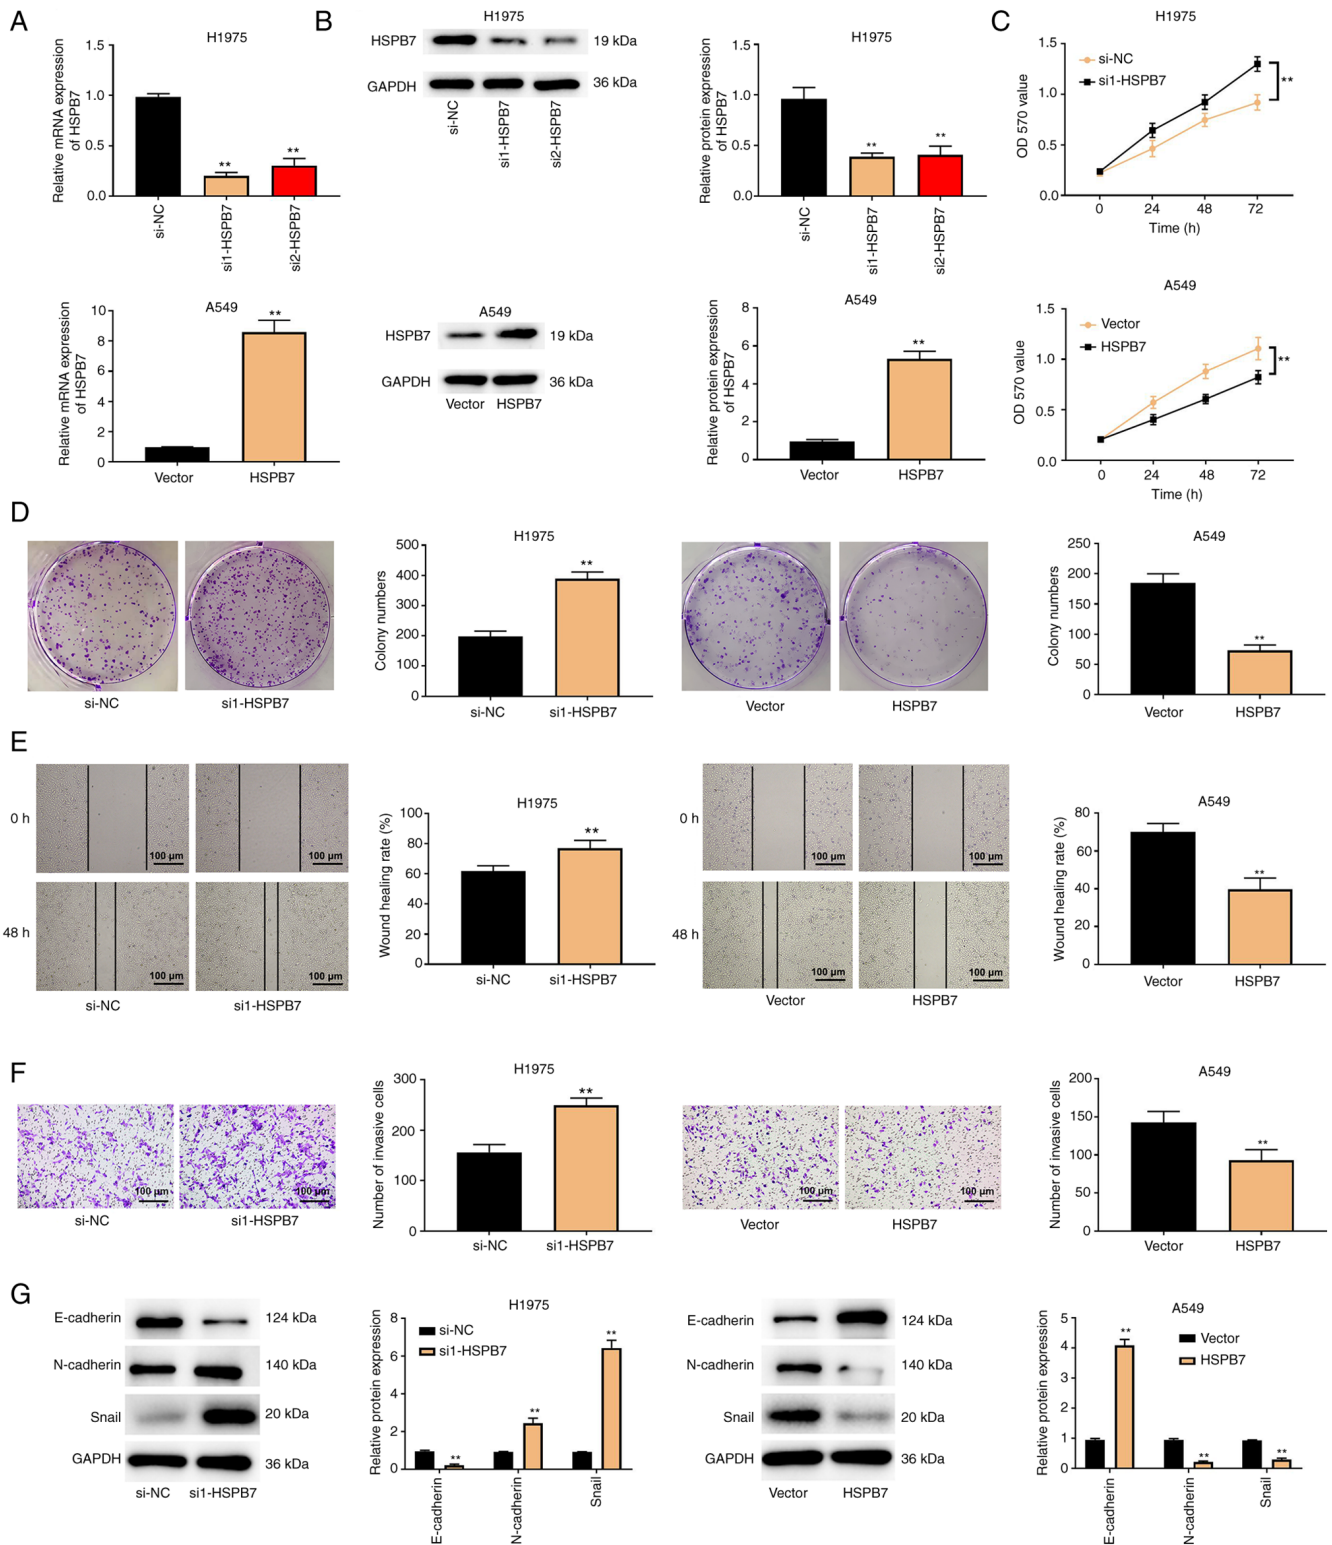 A
H1975
Relative mRNA expression
of HSPB7
1.5
1.0
0.5
0.0
**
**
si-NC
si1-HSPB7
si2-HSPB7
A549
Relative mRNA expression
of HSPB7
10
8
6
4
2
0
**
Vector
HSPB7
B
H1975
HSPB7
19 kDa
GAPDH
36 kDa
si-NC
si1-HSPB7
si2-HSPB7
H1975
Relative protein expression
of HSPB7
1.5
1.0
0.5
0.0
**
**
si-NC
si1-HSPB7
si2-HSPB7
A549
HSPB7
19 kDa
GAPDH
36 kDa
Vector
HSPB7
A549
Relative protein expression
of HSPB7
8
6
4
2
0
**
Vector
HSPB7
C
H1975
OD 570 value
1.5
1.0
0.5
0.0
si-NC
si1-HSPB7
**
0
24
48
72
Time (h)
A549
OD 570 value
1.5
1.0
0.5
0.0
Vector
HSPB7
**
0
24
48
72
Time (h)
D
si-NC
si1-HSPB7
H1975
Colony numbers
500
400
300
200
100
0
**
si-NC
si1-HSPB7
Vector
HSPB7
A549
Colony numbers
250
200
150
100
50
0
**
Vector
HSPB7
E
0 h
100 µm
100 µm
48 h
100 µm
100 µm
si-NC
si1-HSPB7
H1975
Wound healing rate (%)
100
80
60
40
20
0
**
si-NC
si1-HSPB7
0 h
100 µm
100 µm
48 h
100 µm
100 µm
Vector
HSPB7
A549
Wound healing rate (%)
80
60
40
20
0
**
Vector
HSPB7
F
100 µm
100 µm
si-NC
si1-HSPB7
H1975
Number of invasive cells
300
200
100
0
**
si-NC
si1-HSPB7
100 µm
100 µm
Vector
HSPB7
A549
Number of invasive cells
200
150
100
50
0
**
Vector
HSPB7
G
E-cadherin
124 kDa
N-cadherin
140 kDa
Snail
20 kDa
GAPDH
36 kDa
si-NC
si1-HSPB7
H1975
Relative protein expression
8
6
4
2
0
si-NC
si1-HSPB7
**
**
**
E-cadherin
N-cadherin
Snail
E-cadherin
124 kDa
N-cadherin
140 kDa
Snail
20 kDa
GAPDH
36 kDa
Vector
HSPB7
A549
Relative protein expression
5
4
3
2
1
0
Vector
HSPB7
**
**
**
E-cadherin
N-cadherin
Snail